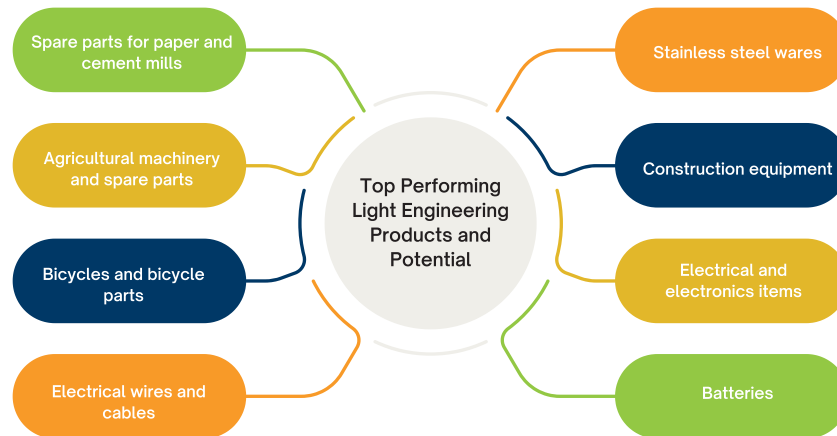 Spare parts for paper and
cement mills
Agricultural machinery
and spare parts
Bicycles and bicycle
parts
Electrical wires and
cables
Top Performing
Light Engineering
Products and
Potential
Stainless steel wares
Construction equipment
Electrical and
electronics items
Batteries